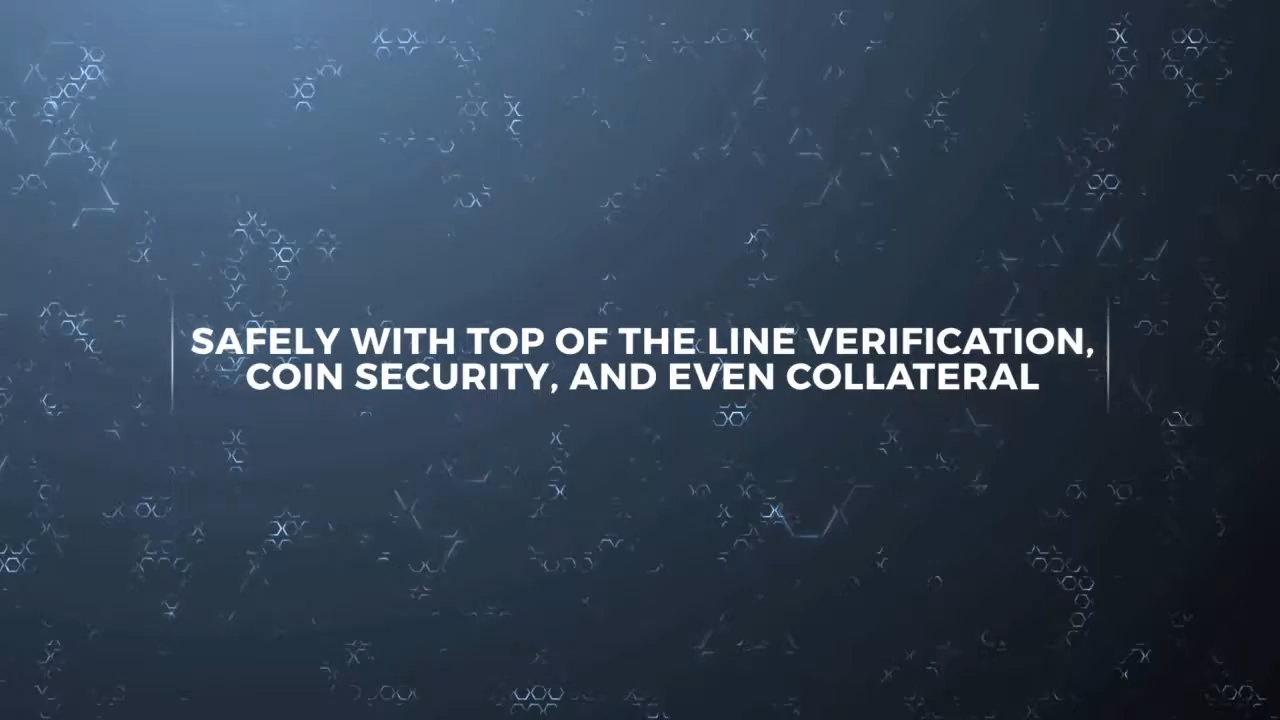 SAFELY WITH TOP OF THE LINE VERIFICATION,
COIN SECURITY, AND EVEN COLLATERAL